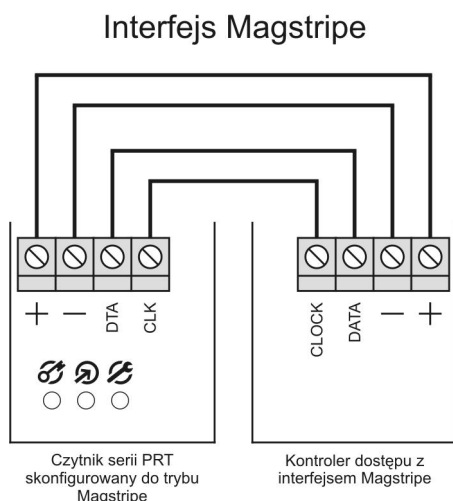 Interfejs Magstripe
+ — DTA CLK
CLOCK DATA — +
Czytnik serii PRT
skonfigurowany do trybu
Magstripe
Kontroler dostępu z
interfejsem Magstripe